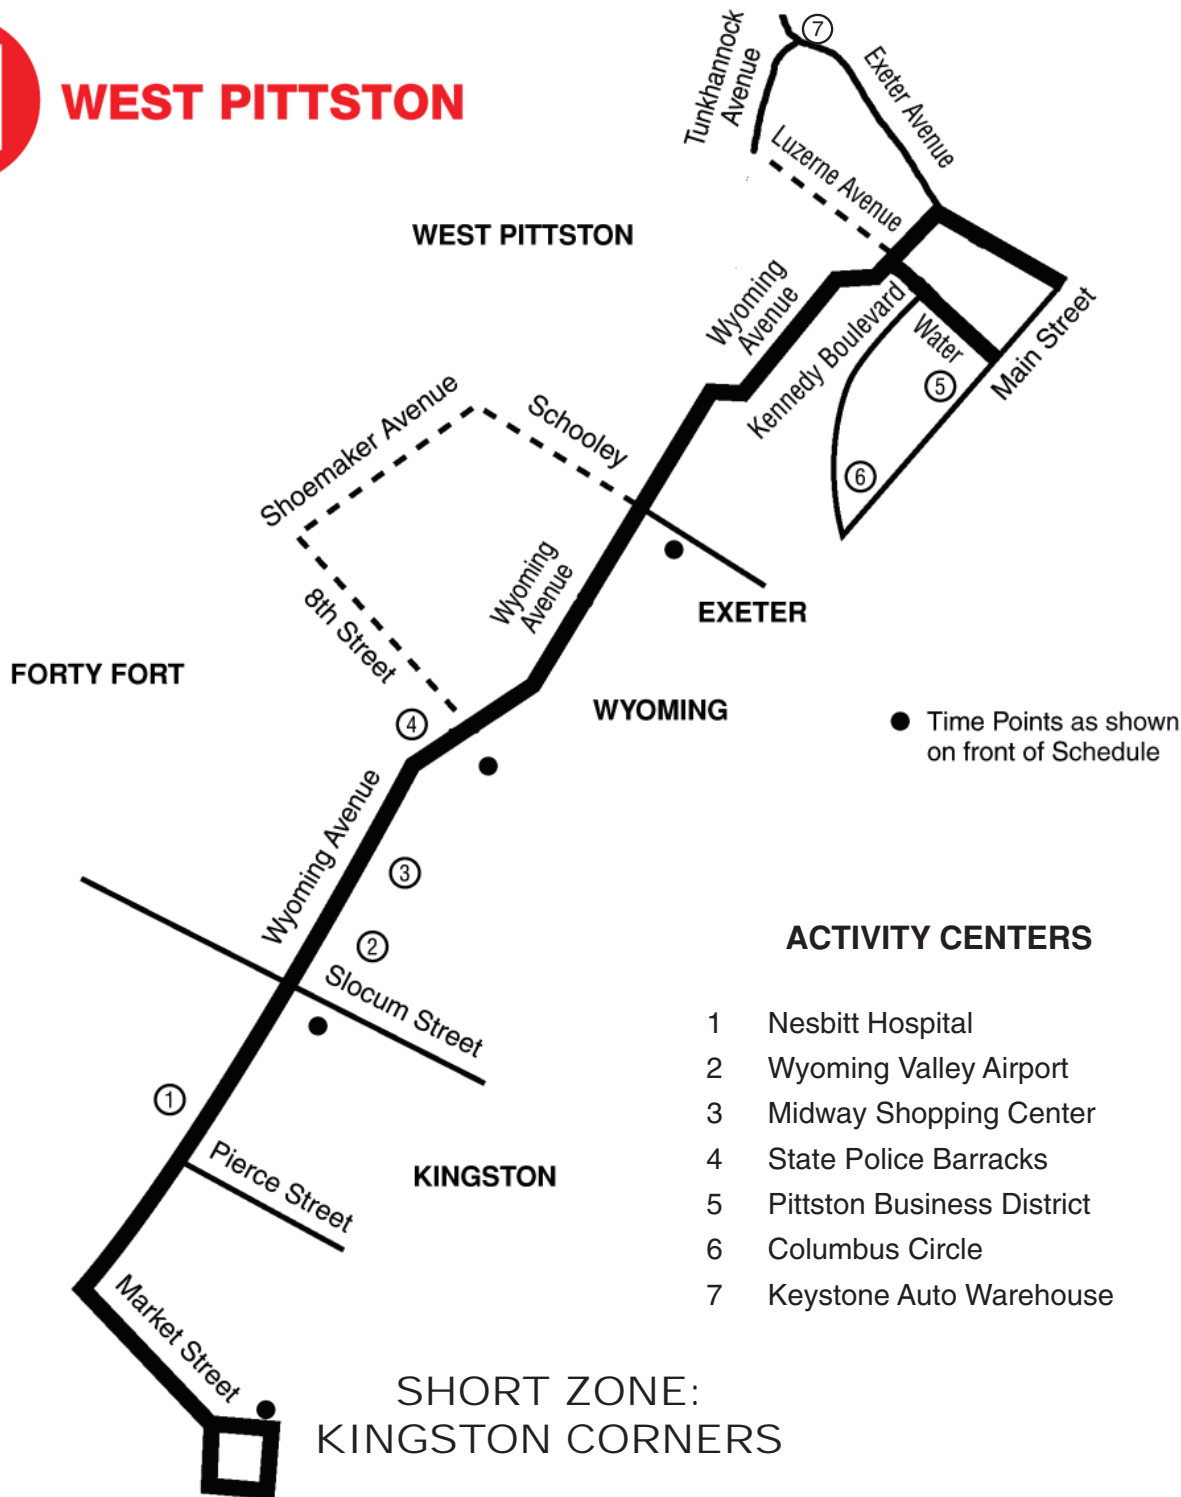 7
Tunkhannock
Avenue
Exeter Avenue
WEST PITTSTON
Luzerne Avenue
WEST PITTSTON
Wyoming
Avenue
Kennedy Boulevard
Water
Main Street
5
Shoemaker Avenue
Schooley
6
Wyoming
Avenue
8th Street
EXETER
FORTY FORT
WYOMING
4
Time Points as shown
on front of Schedule
Wyoming Avenue
3
2
Slocum Street
ACTIVITY CENTERS
1 Nesbitt Hospital
2 Wyoming Valley Airport
3 Midway Shopping Center
4 State Police Barracks
5 Pittston Business District
6 Columbus Circle
7 Keystone Auto Warehouse
1
Pierce Street
KINGSTON
Market Street
SHORT ZONE:
KINGSTON CORNERS